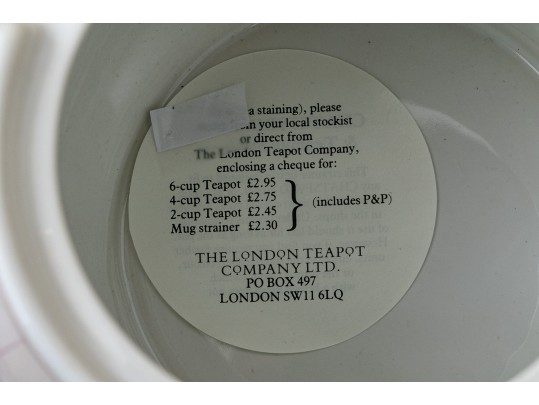 a staining), please
from your local stockist
or direct from
The London Teapot Company,
enclosing a cheque for:
6-cup Teapot £2.95
4-cup Teapot £2.75
2-cup Teapot £2.45
Mug strainer £2.30
(includes P&P)
THE LONDON TEAPOT
COMPANY LTD.
PO BOX 497
LONDON SW11 6LQ